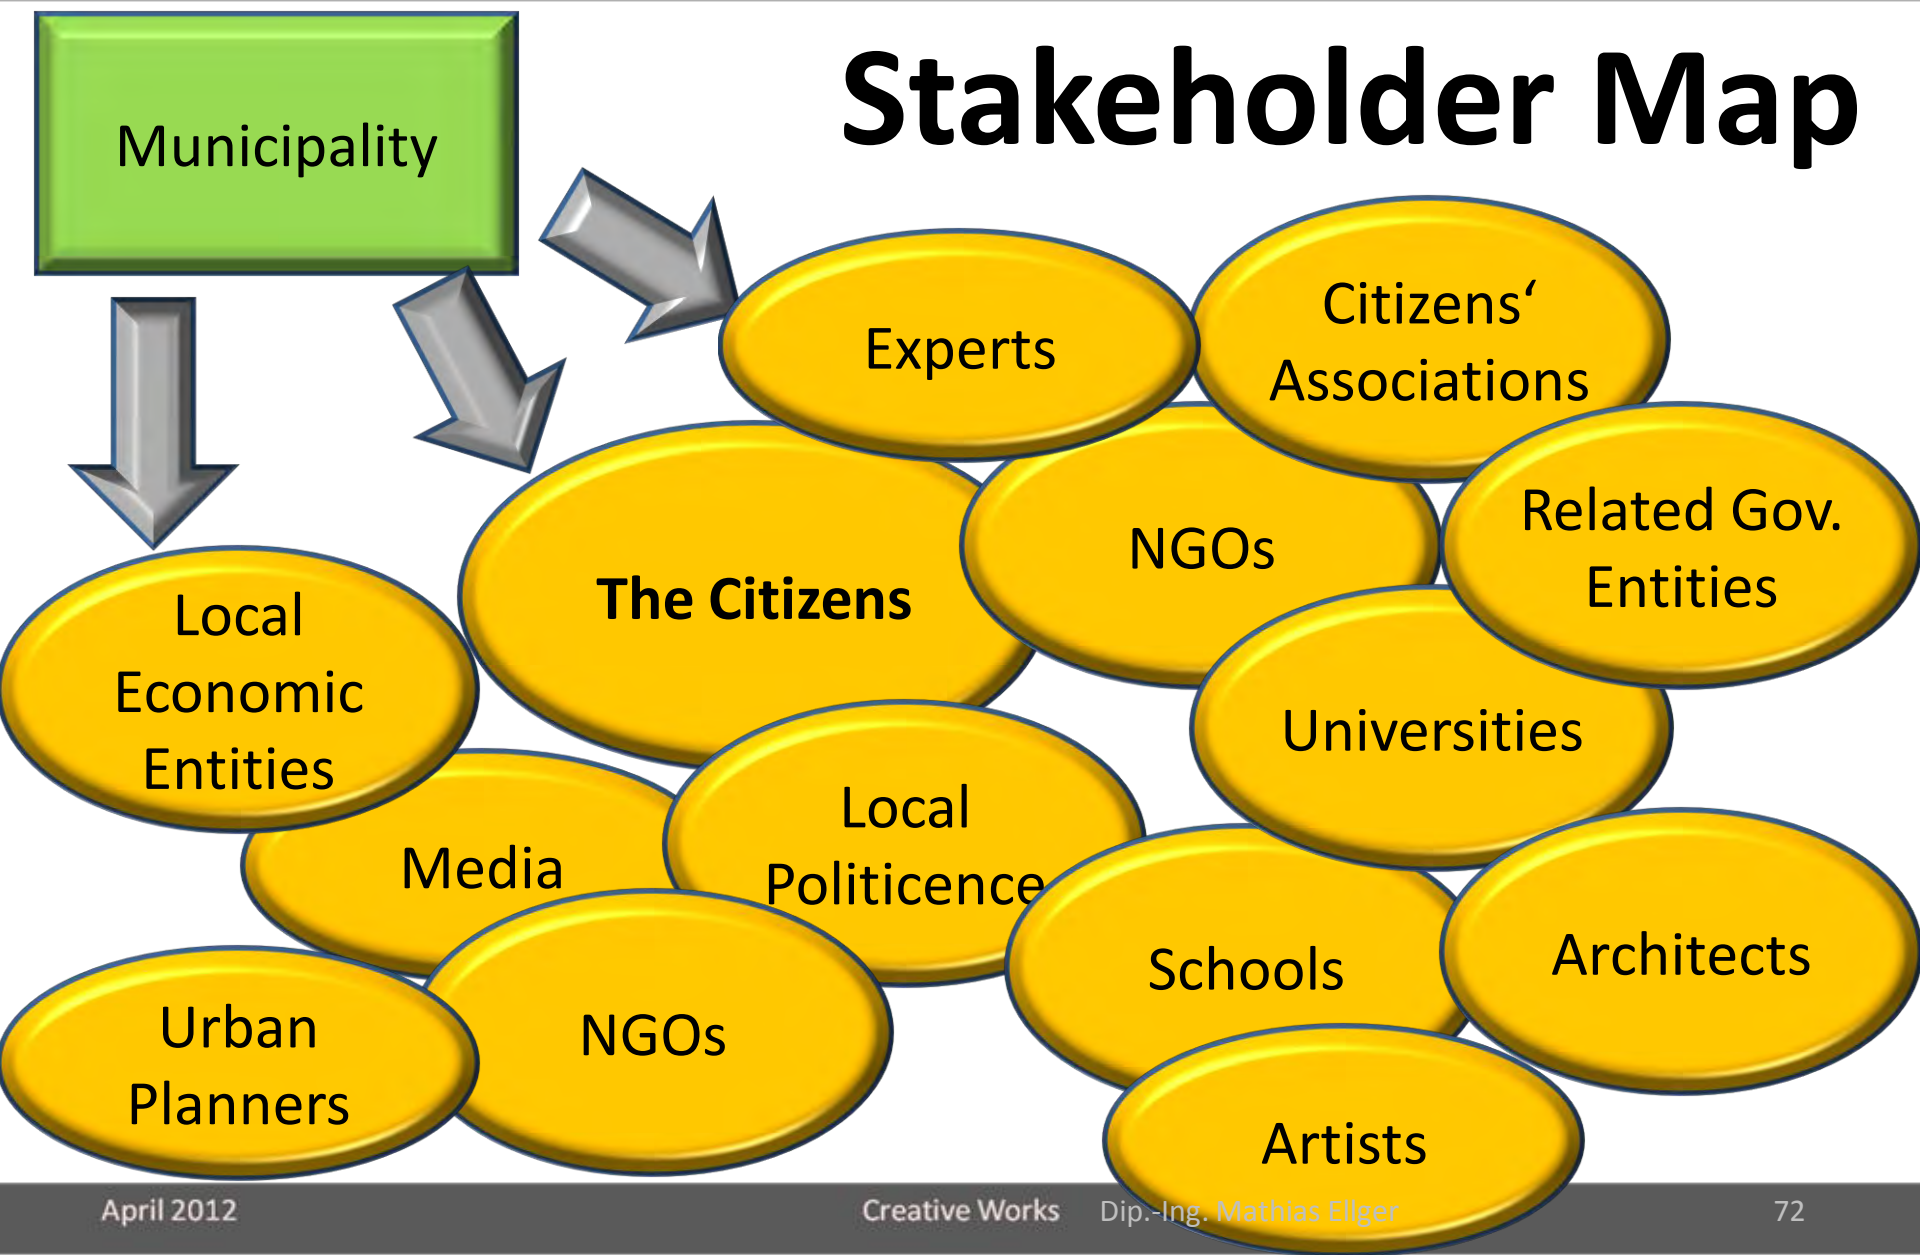 Stakeholder Map
Municipality
Experts
Citizens‘
Associations
Related Gov.
Entities
NGOs
The Citizens
Local
Economic
Entities
Universities
Local
Politicence
Media
Schools
Architects
Urban
Planners
NGOs
Artists
April 2012
Creative Works Dip.-Ing. Mathias Ellger
72